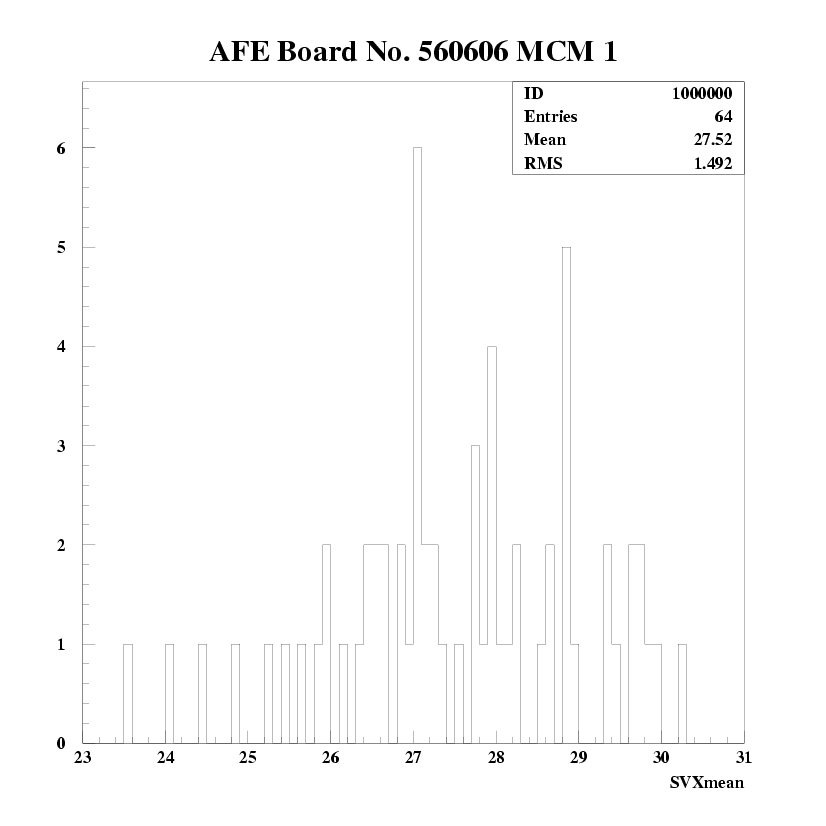 AFE Board No. 560606 MCM 1
ID 1000000
Entries 64
Mean 27.52
RMS 1.492
6
5
4
3
2
1
0
23 24 25 26 27 28 29 30 31
SVXmean